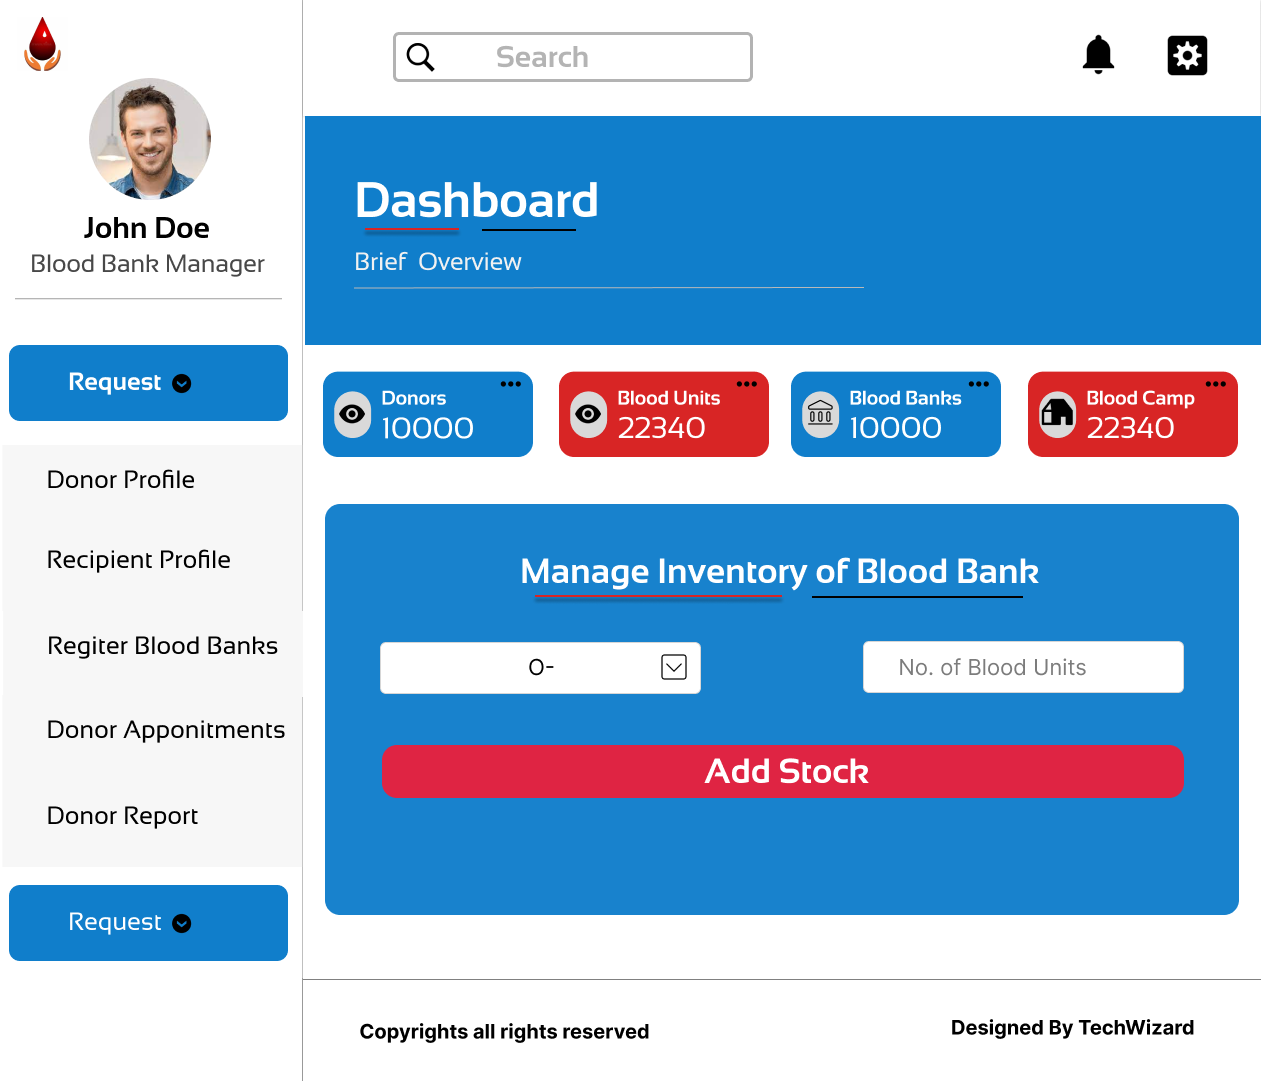 Search
John Doe
Blood Bank Manager
Dashboard
Brief Overview
Request
Donor Profile
Recipient Profile
Regiter Blood Banks
Donor Apponitments
Donor Report
Request
Donors
10000
Blood Units
22340
Blood Banks
10000
Blood Camp
22340
Manage Inventory of Blood Bank
O-
No. of Blood Units
Add Stock
Copyrights all rights reserved
Designed By TechWizard